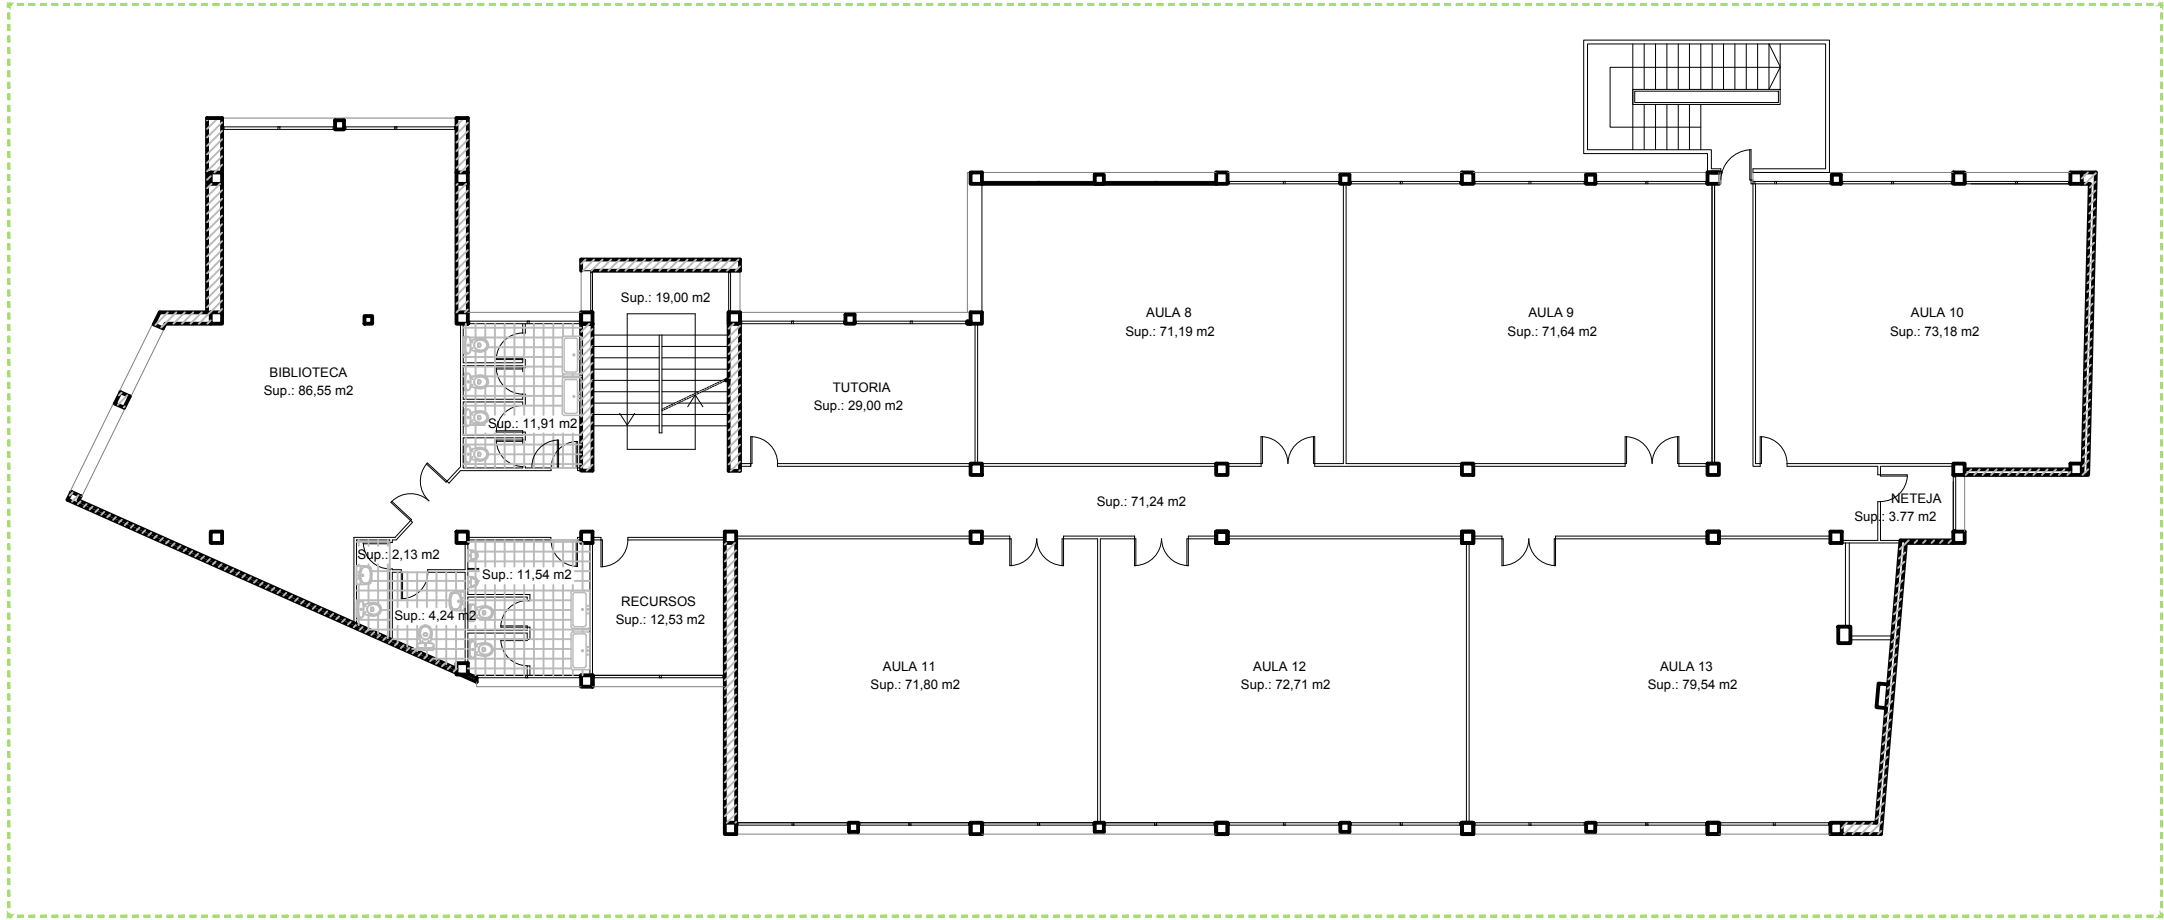 Sup.: 19,00 m2
AULA 8
Sup.: 71,19 m2
AULA 9
Sup.: 71,64 m2
AULA 10
Sup.: 73,18 m2
BIBLIOTECA
Sup.: 86,55 m2
TUTORIA
Sup.: 29,00 m2
Sup.: 11,91 m2
Sup.: 71,24 m2
NETEJA
Sup.: 3.77 m2
Sup.: 2,13 m2
Sup.: 11,54 m2
Sup.: 4,24 m2
RECURSOS
Sup.: 12,53 m2
AULA 11
Sup.: 71,80 m2
AULA 12
Sup.: 72,71 m2
AULA 13
Sup.: 79,54 m2